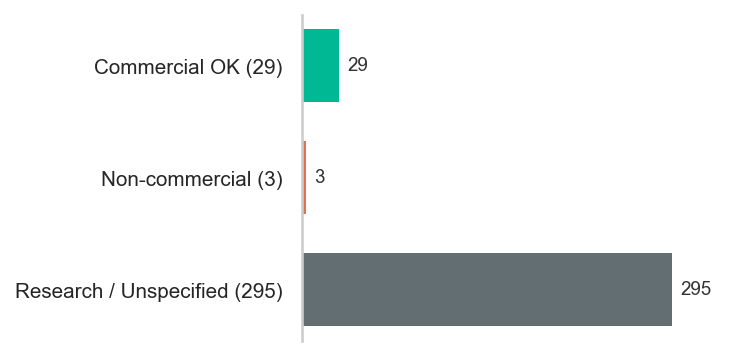 Commercial OK (29)
29
Non-commercial (3)
3
Research / Unspecified (295)
295